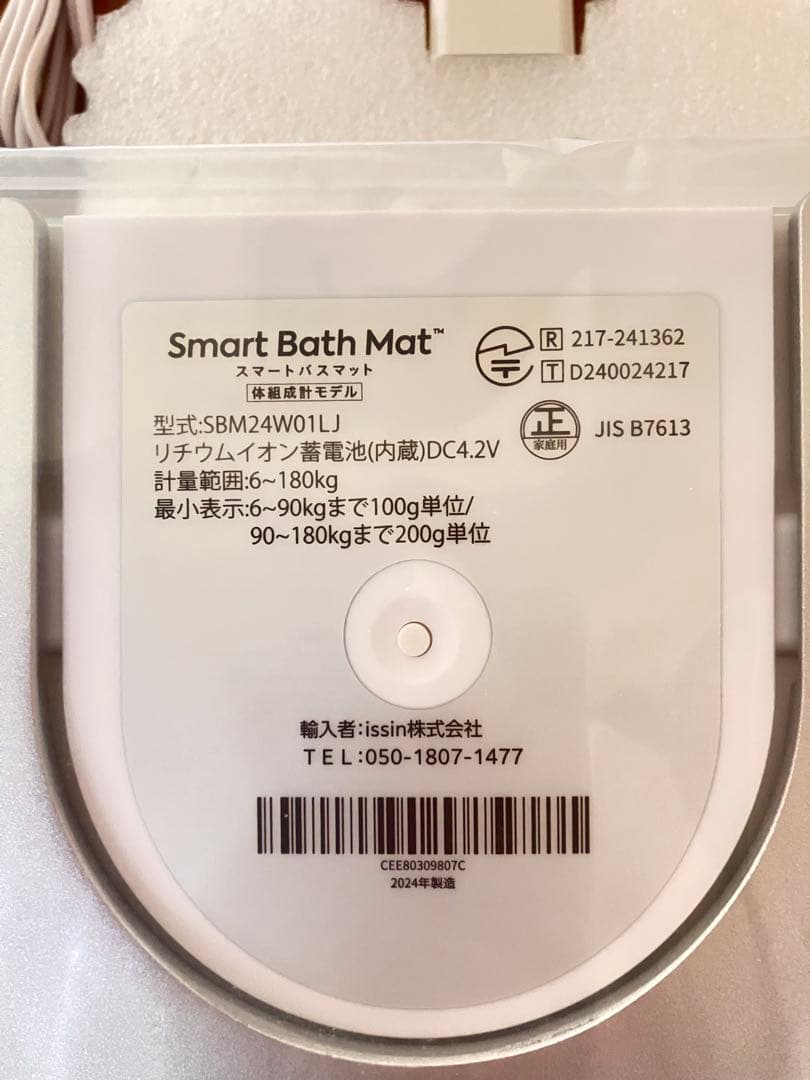 Smart Bath Mat™
スマートバスマット
体組成計モデル
R 217-241362
T D240024217
型式:SBM24W01LJ
正
家庭用
JIS B7613
リチウムイオン蓄電池(内蔵)DC4.2V
計量範囲:6~180kg
最小表示:6~90kgまで100g単位/
90~180kgまで200g単位
輸入者:issin株式会社
TEL:050-1807-1477
CEE80309807C
2024年製造